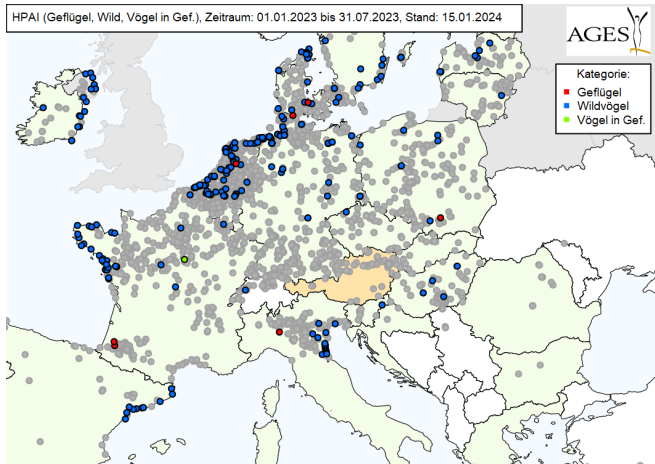 HPAI (Geflügel, Wild, Vögel in Gef.), Zeitraum: 01.01.2023 bis 31.07.2023, Stand: 15.01.2024
AGES
Kategorie:
Geflügel
Wildvögel
Vögel in Gef.